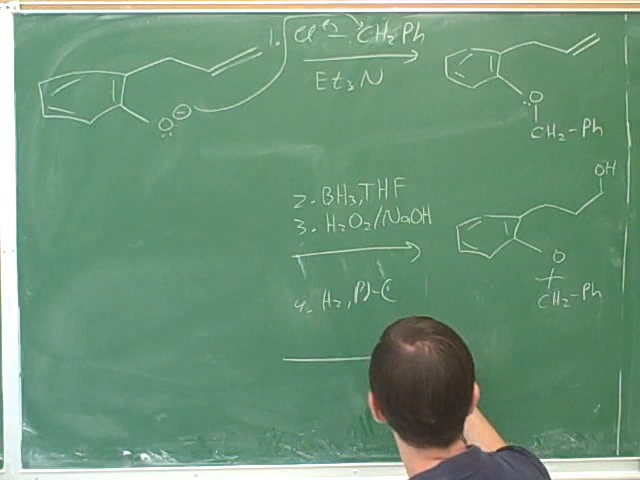 1. Cl — CH₂Ph
Et₃N
O⊖
O
CH₂-Ph
2. BH₃, THF
3. H₂O₂/NaOH
OH
O
CH₂-Ph
4. H₂, Pd-C